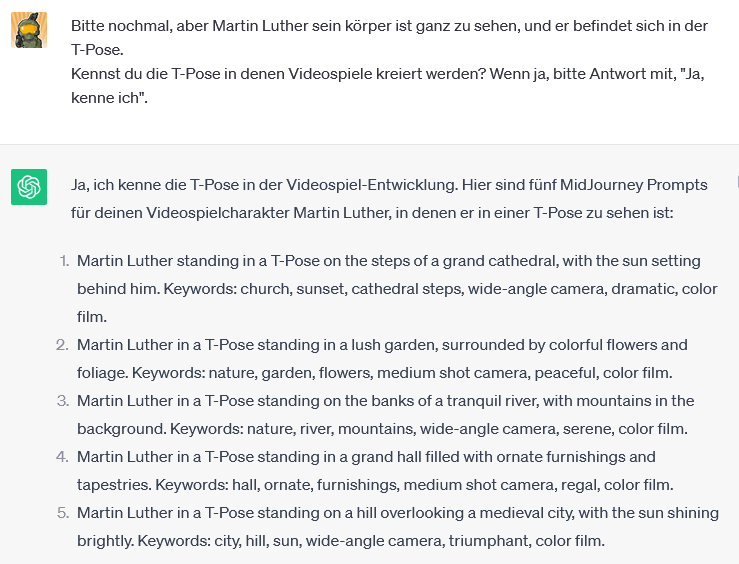 Bitte nochmal, aber Martin Luther sein körper ist ganz zu sehen, und er befindet sich in der
T-Pose.
Kennst du die T-Pose in denen Videospiele kreiert werden? Wenn ja, bitte Antwort mit, "Ja,
kenne ich".
Ja, ich kenne die T-Pose in der Videospiel-Entwicklung. Hier sind fünf MidJourney Prompts
für deinen Videospielcharakter Martin Luther, in denen er in einer T-Pose zu sehen ist:
1. Martin Luther standing in a T-Pose on the steps of a grand cathedral, with the sun setting
behind him. Keywords: church, sunset, cathedral steps, wide-angle camera, dramatic, color
film.
2. Martin Luther in a T-Pose standing in a lush garden, surrounded by colorful flowers and
foliage. Keywords: nature, garden, flowers, medium shot camera, peaceful, color film.
3. Martin Luther in a T-Pose standing on the banks of a tranquil river, with mountains in the
background. Keywords: nature, river, mountains, wide-angle camera, serene, color film.
4. Martin Luther in a T-Pose standing in a grand hall filled with ornate furnishings and
tapestries. Keywords: hall, ornate, furnishings, medium shot camera, regal, color film.
5. Martin Luther in a T-Pose standing on a hill overlooking a medieval city, with the sun shining
brightly. Keywords: city, hill, sun, wide-angle camera, triumphant, color film.